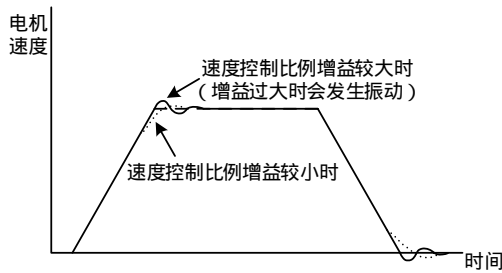 电机
速度
速度控制比例增益较大时
（增益过大时会发生振动）
速度控制比例增益较小时
时间